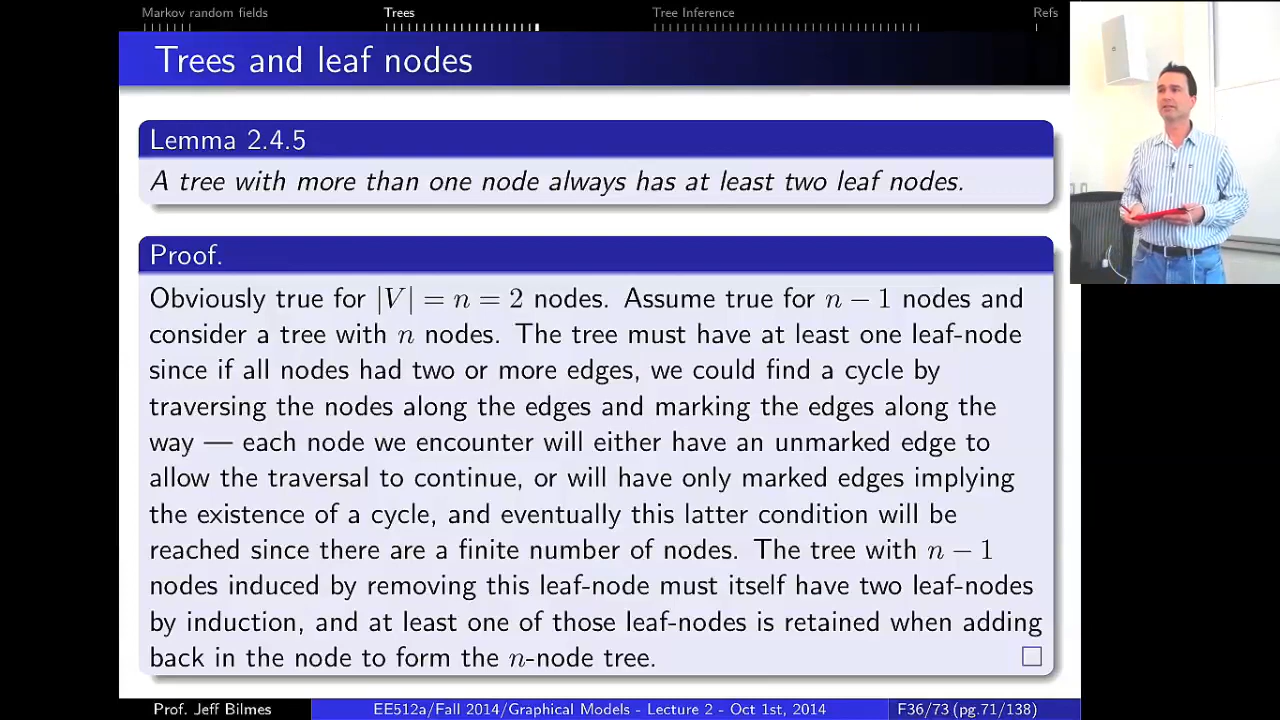 Markov random fields Trees Tree Inference Refs
Trees and leaf nodes
Lemma 2.4.5
A tree with more than one node always has at least two leaf nodes.
Proof.
Obviously true for |V| = n = 2 nodes. Assume true for n − 1 nodes and
consider a tree with n nodes. The tree must have at least one leaf-node
since if all nodes had two or more edges, we could find a cycle by
traversing the nodes along the edges and marking the edges along the
way — each node we encounter will either have an unmarked edge to
allow the traversal to continue, or will have only marked edges implying
the existence of a cycle, and eventually this latter condition will be
reached since there are a finite number of nodes. The tree with n − 1
nodes induced by removing this leaf-node must itself have two leaf-nodes
by induction, and at least one of those leaf-nodes is retained when adding
back in the node to form the n-node tree. □
Prof. Jeff Bilmes EE512a/Fall 2014/Graphical Models - Lecture 2 - Oct 1st, 2014 F36/73 (pg.71/138)